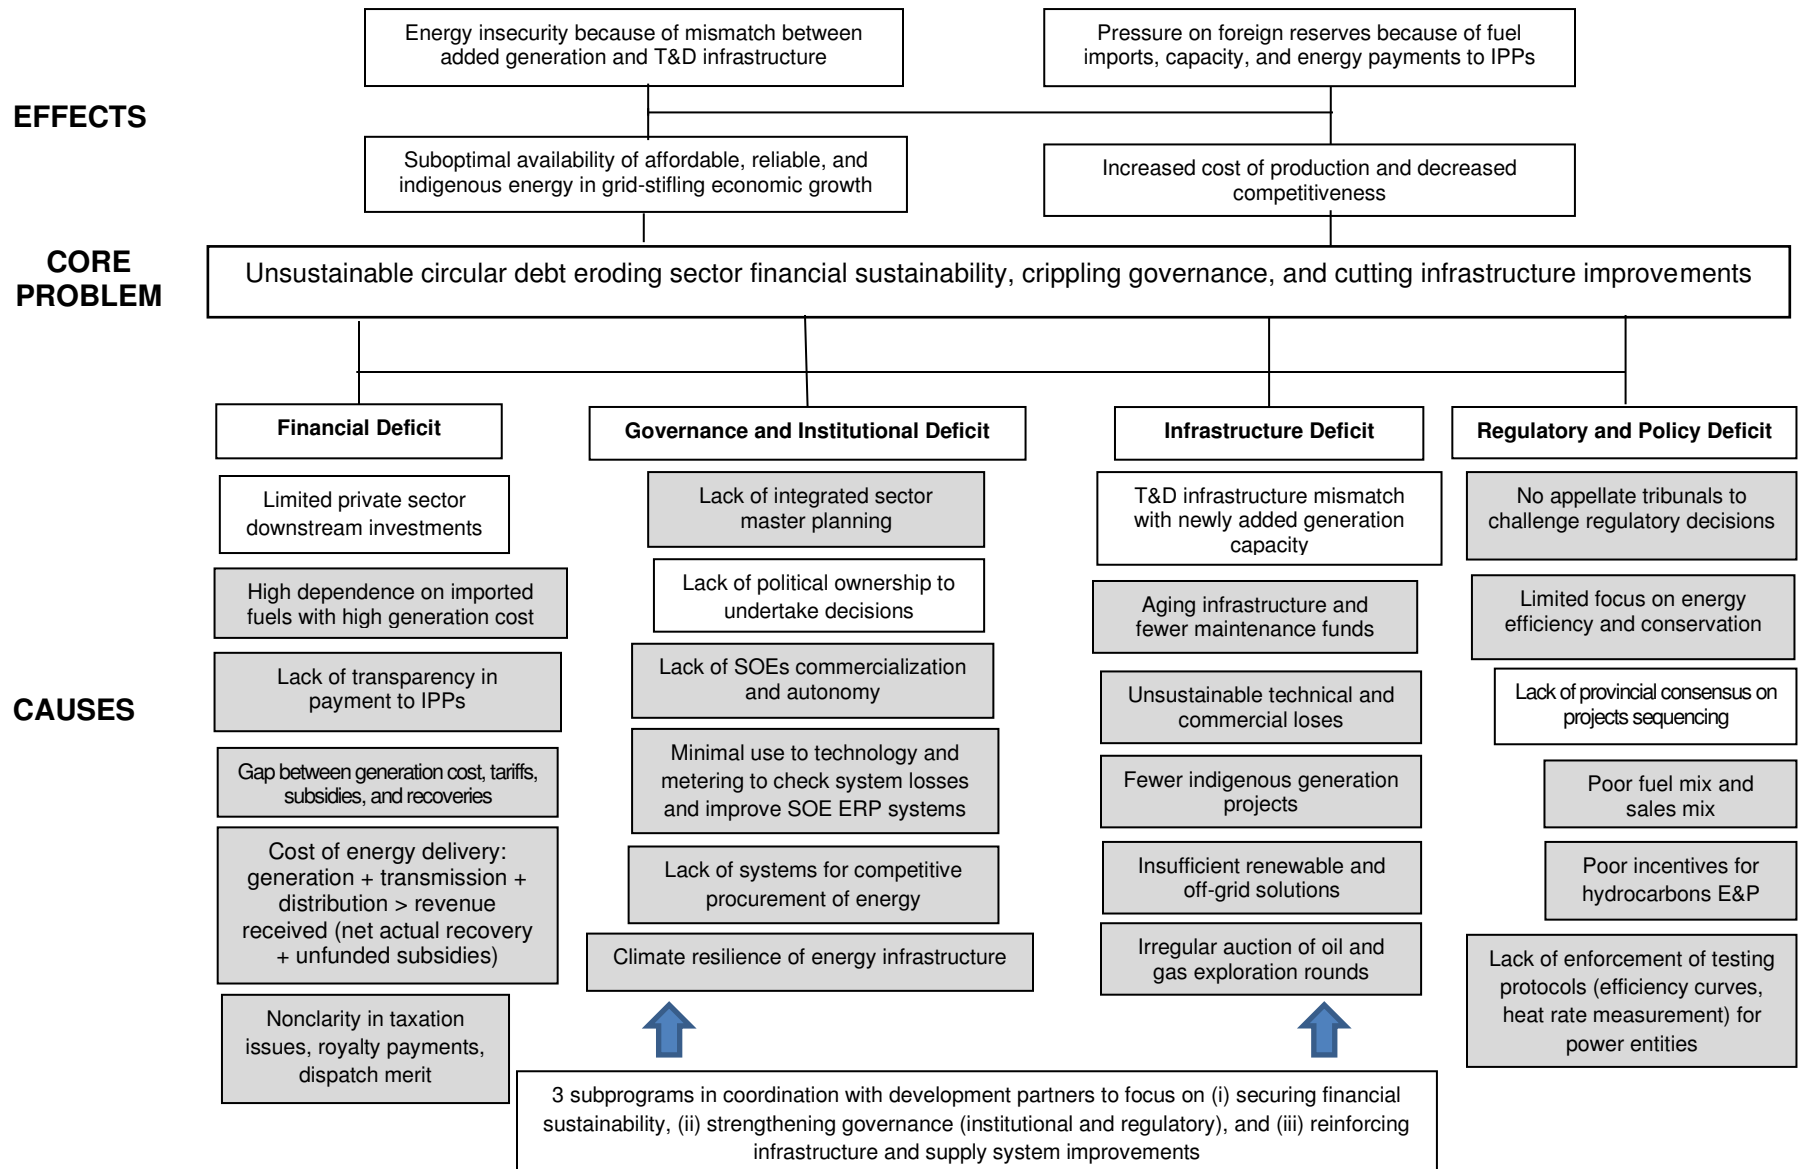 Energy insecurity because of mismatch between
added generation and T&D infrastructure
Pressure on foreign reserves because of fuel
imports, capacity, and energy payments to IPPs
EFFECTS
Suboptimal availability of affordable, reliable, and
indigenous energy in grid-stifling economic growth
Increased cost of production and decreased
competitiveness
CORE
PROBLEM
Unsustainable circular debt eroding sector financial sustainability, crippling governance, and cutting infrastructure improvements
CAUSES
Financial Deficit
Limited private sector
downstream investments
High dependence on imported
fuels with high generation cost
Lack of transparency in
payment to IPPs
Gap between generation cost, tariffs,
subsidies, and recoveries
Cost of energy delivery:
generation + transmission +
distribution > revenue
received (net actual recovery
+ unfunded subsidies)
Nonclarity in taxation
issues, royalty payments,
dispatch merit
Governance and Institutional Deficit
Lack of integrated sector
master planning
Lack of political ownership to
undertake decisions
Lack of SOEs commercialization
and autonomy
Minimal use to technology and
metering to check system losses
and improve SOE ERP systems
Lack of systems for competitive
procurement of energy
Climate resilience of energy infrastructure
Infrastructure Deficit
T&D infrastructure mismatch
with newly added generation
capacity
Aging infrastructure and
fewer maintenance funds
Unsustainable technical and
commercial loses
Fewer indigenous generation
projects
Insufficient renewable and
off-grid solutions
Irregular auction of oil and
gas exploration rounds
Regulatory and Policy Deficit
No appellate tribunals to
challenge regulatory decisions
Limited focus on energy
efficiency and conservation
Lack of provincial consensus on
projects sequencing
Poor fuel mix and
sales mix
Poor incentives for
hydrocarbons E&P
Lack of enforcement of testing
protocols (efficiency curves,
heat rate measurement) for
power entities
3 subprograms in coordination with development partners to focus on (i) securing financial
sustainability, (ii) strengthening governance (institutional and regulatory), and (iii) reinforcing
infrastructure and supply system improvements